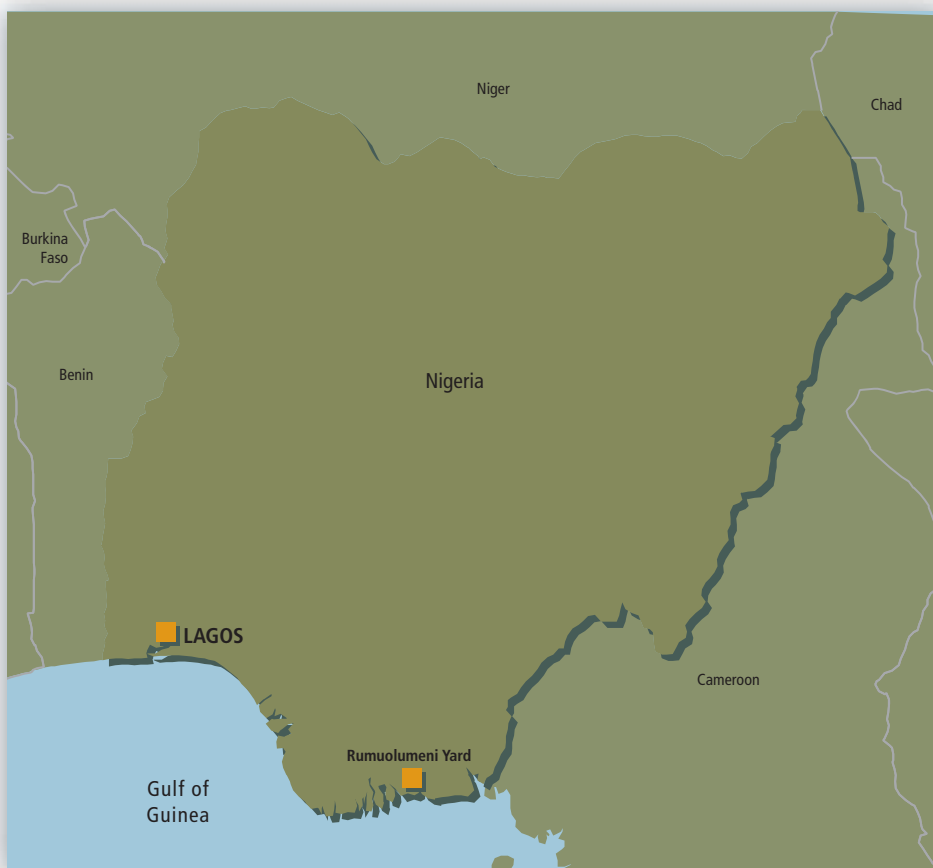 Niger
Chad
Burkina
Faso
Benin
Nigeria
LAGOS
Cameroon
Rumuolumeni Yard
Gulf of
Guinea